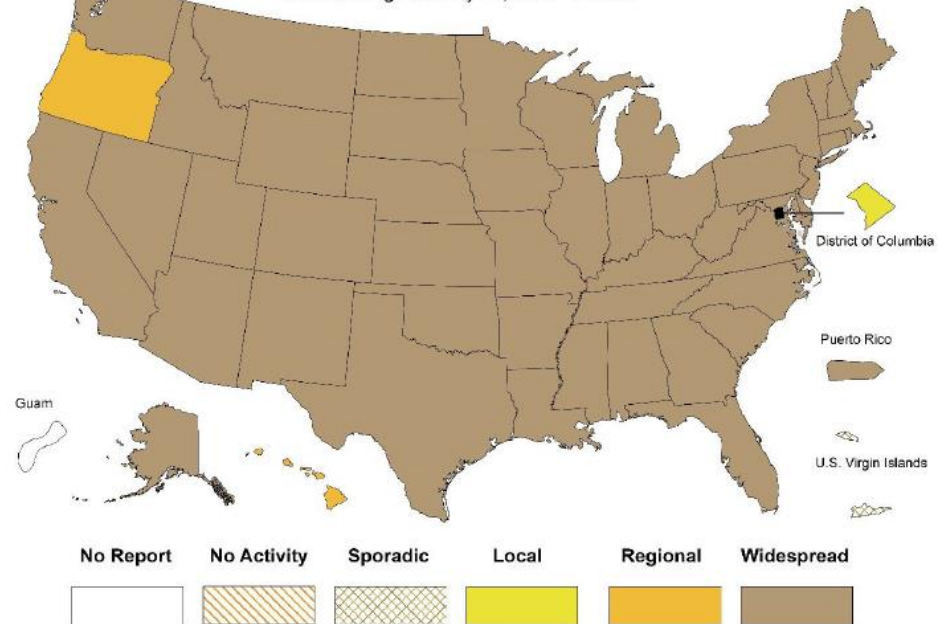 District of Columbia
Puerto Rico
Guam
U.S. Virgin Islands
No Report No Activity Sporadic Local Regional Widespread